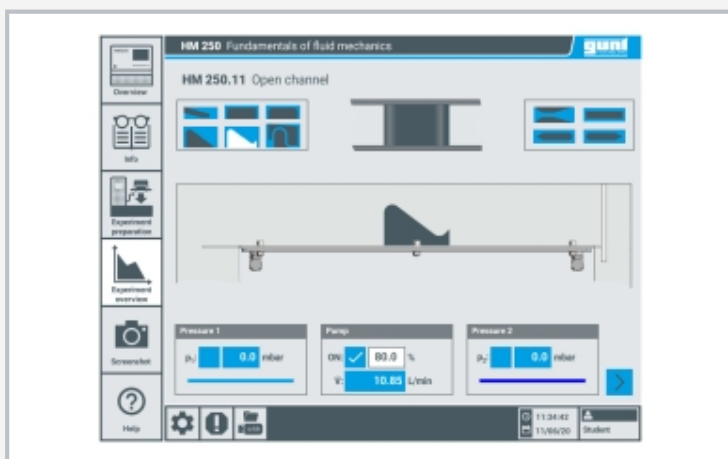 HM 250 Fundamentals of fluid mechanics
gunt
HM 250.11 Open channel
Overview
Info
Experiment
preparation
Experiment
overview
Screenshot
Help
Pressure 1
p₁: 0.0 mbar
Pump
ON: 80.0 %
V̇: 10.85 L/min
Pressure 2
p₂: 0.0 mbar
11:34:42
11/06/20
Student